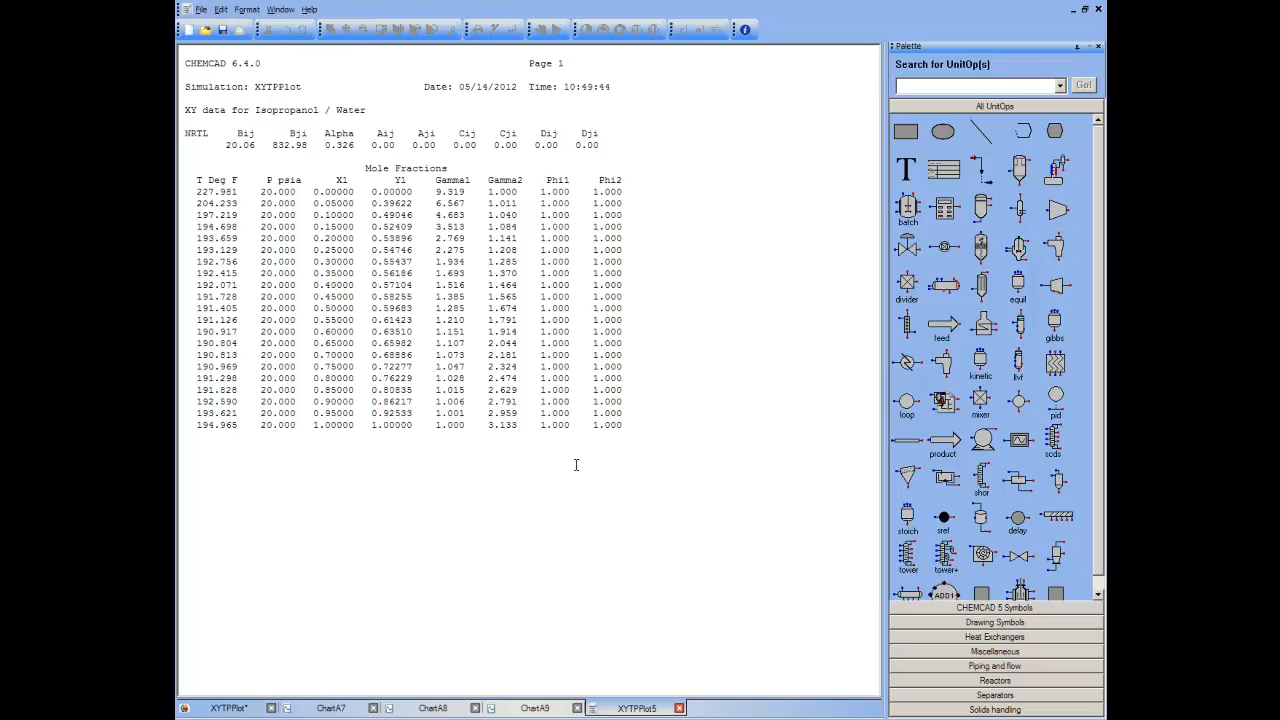 File Edit Format Window Help
CHEMCAD 6.4.0 Page 1
Simulation: XYTPPlot Date: 05/14/2012 Time: 10:49:44
XY data for Isopropanol / Water
NRTL Bij Bji Alpha Aij Aji Cij Cji Dij Dji
20.06 832.98 0.326 0.00 0.00 0.00 0.00 0.00 0.00
Mole Fractions
T Deg F P psia X1 Y1 Gamma1 Gamma2 Phi1 Phi2
227.981 20.000 0.00000 0.00000 9.319 1.000 1.000 1.000
204.233 20.000 0.05000 0.39622 6.567 1.011 1.000 1.000
197.219 20.000 0.10000 0.49046 4.683 1.040 1.000 1.000
194.698 20.000 0.15000 0.52409 3.513 1.084 1.000 1.000
193.659 20.000 0.20000 0.53896 2.769 1.141 1.000 1.000
193.129 20.000 0.25000 0.54746 2.275 1.208 1.000 1.000
192.756 20.000 0.30000 0.55437 1.934 1.285 1.000 1.000
192.415 20.000 0.35000 0.56186 1.693 1.370 1.000 1.000
192.071 20.000 0.40000 0.57104 1.516 1.464 1.000 1.000
191.728 20.000 0.45000 0.58255 1.385 1.565 1.000 1.000
191.405 20.000 0.50000 0.59683 1.285 1.674 1.000 1.000
191.126 20.000 0.55000 0.61423 1.210 1.791 1.000 1.000
190.917 20.000 0.60000 0.63510 1.151 1.914 1.000 1.000
190.804 20.000 0.65000 0.65982 1.107 2.044 1.000 1.000
190.813 20.000 0.70000 0.68886 1.073 2.181 1.000 1.000
190.969 20.000 0.75000 0.72277 1.047 2.324 1.000 1.000
191.298 20.000 0.80000 0.76229 1.028 2.474 1.000 1.000
191.828 20.000 0.85000 0.80835 1.015 2.629 1.000 1.000
192.590 20.000 0.90000 0.86217 1.006 2.791 1.000 1.000
193.621 20.000 0.95000 0.92533 1.001 2.959 1.000 1.000
194.965 20.000 1.00000 1.00000 1.000 3.133 1.000 1.000
XYTPPlot* ChartA7 ChartA8 ChartA9 XYTPPlot5
Palette
Search for UnitOp[s]
Go!
All UnitOps
T
batch
divider equil
feed gibbs
kinetic llvf
loop mixer pid
product scds
shor
stoich sref delay
tower tower+
ADD1
CHEMCAD 5 Symbols
Drawing Symbols
Heat Exchangers
Miscellaneous
Piping and flow
Reactors
Separators
Solids handling